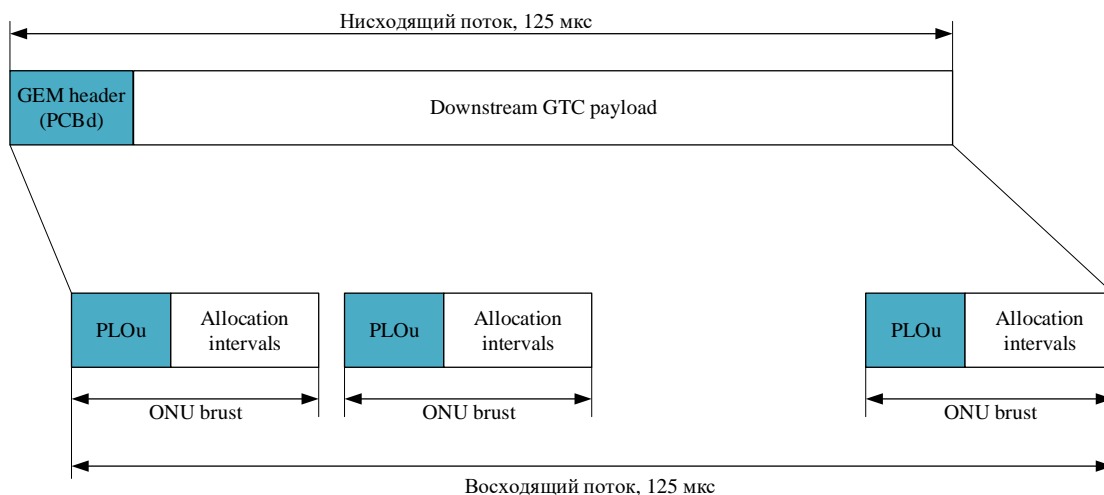 Нисходящий поток, 125 мкс
GEM header
(PCBd)
Downstream GTC payload
PLOu
Allocation
intervals
PLOu
Allocation
intervals
PLOu
Allocation
intervals
ONU brust
ONU brust
ONU brust
Восходящий поток, 125 мкс